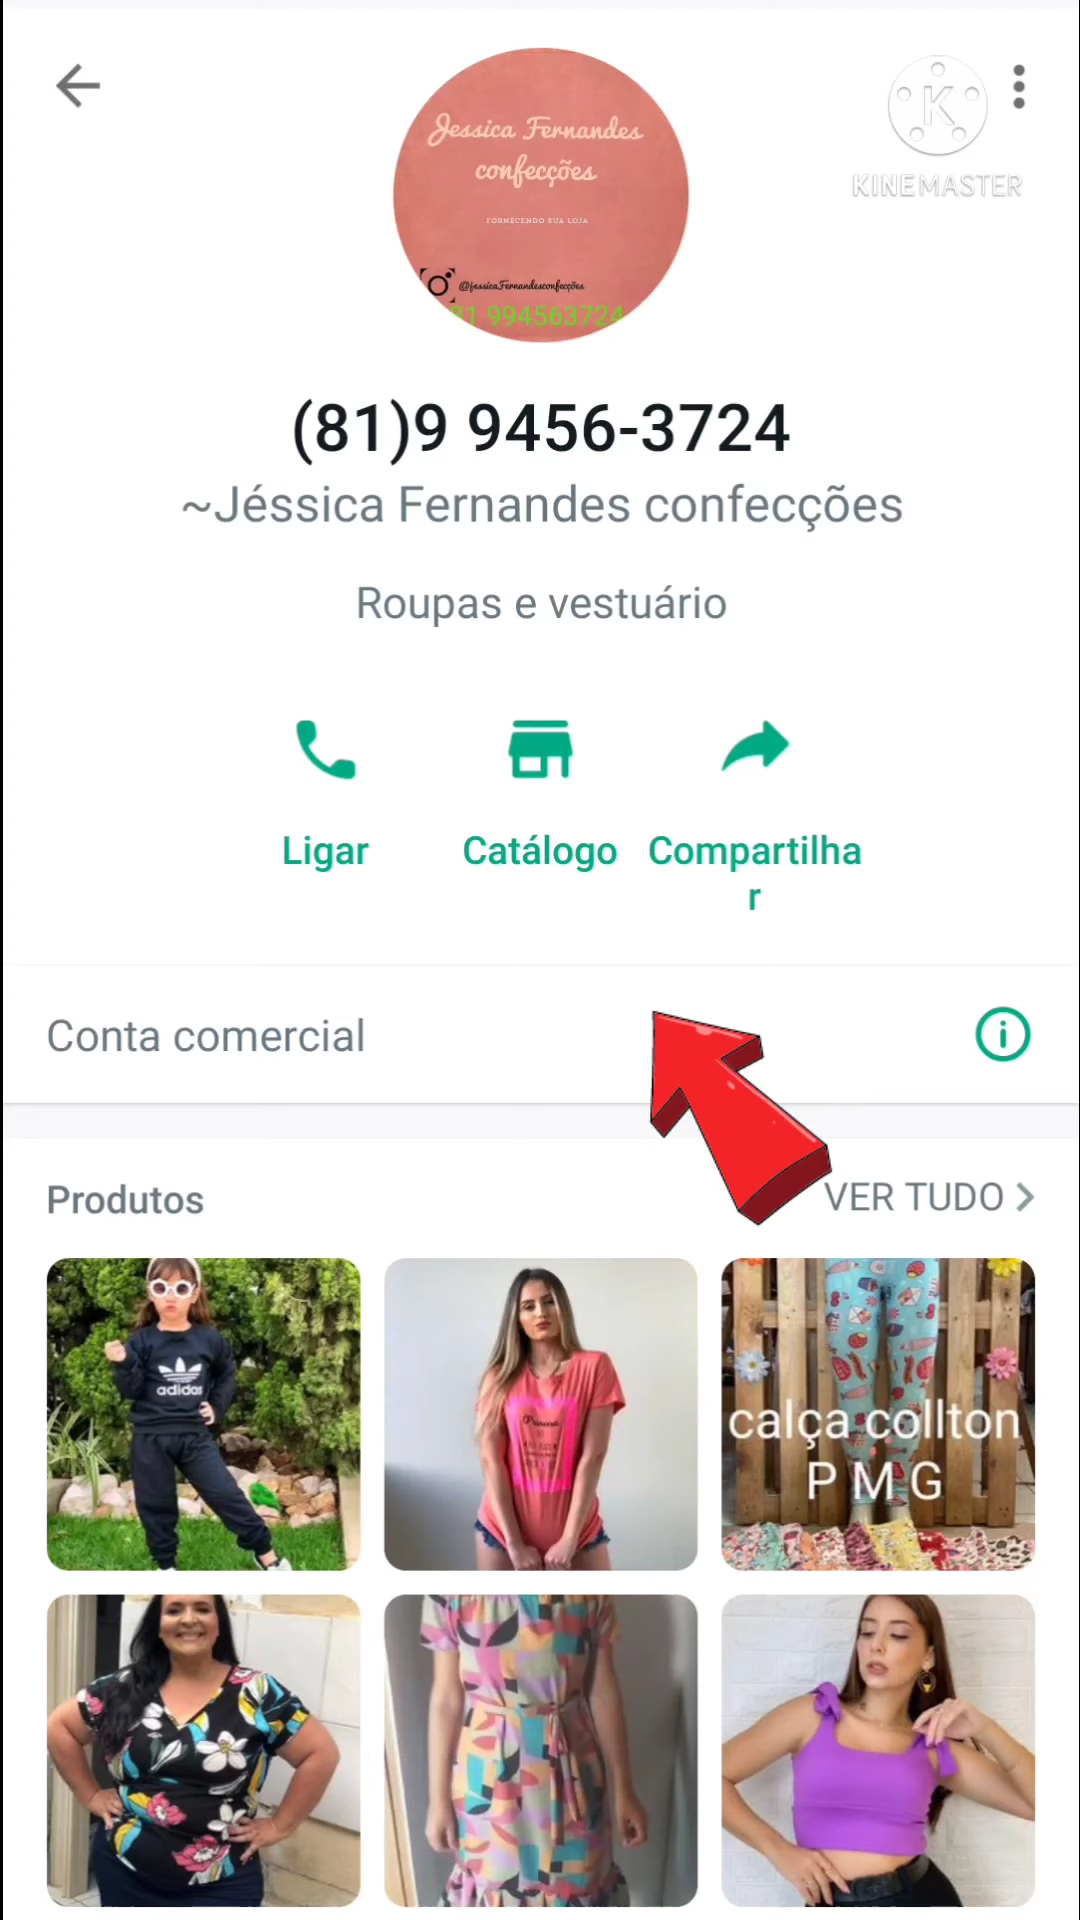 Jessica Fernandes
confecções
FORNECENDO SUA LOJA
@jessicaFernandesconfecções
81 994563724
KINEMASTER
(81)9 9456-3724
~Jéssica Fernandes confecções
Roupas e vestuário
Ligar
Catálogo
Compartilha
r
Conta comercial
Produtos
VER TUDO
adidas
Princesa
calça collton
P M G